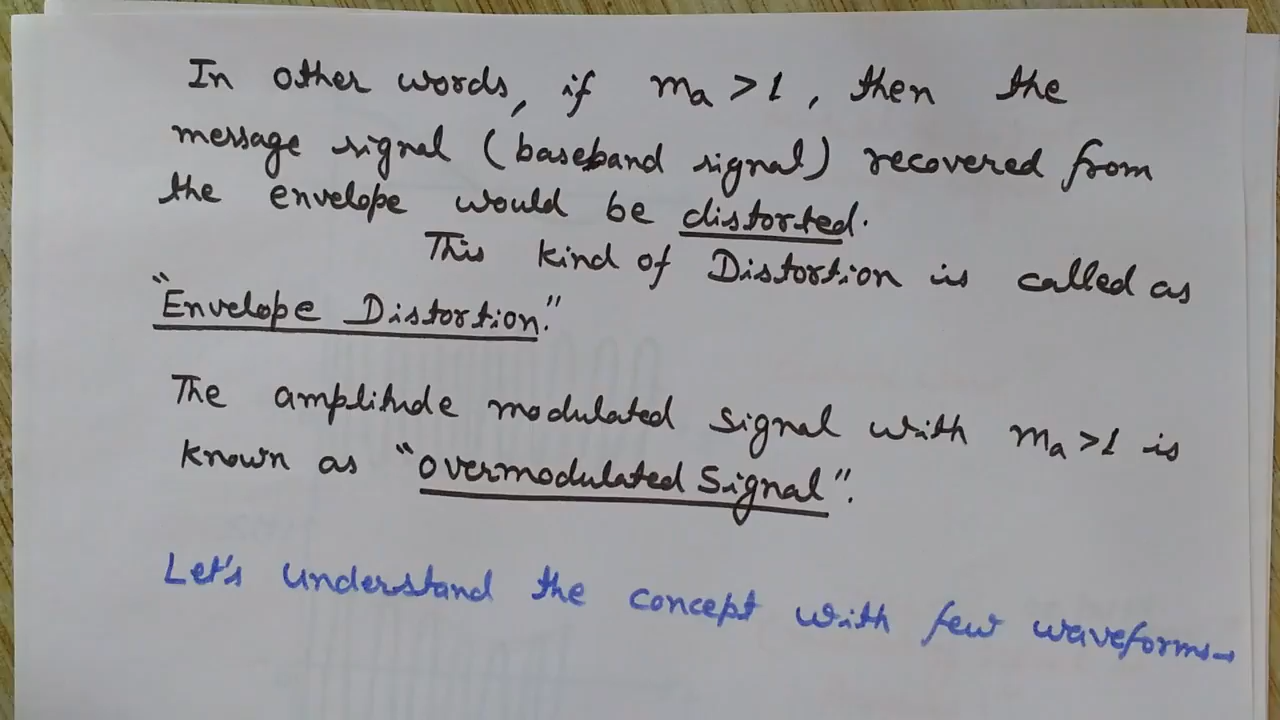 In other words, if ma > 1, then the
message signal (baseband signal) recovered from
the envelope would be distorted.
This kind of Distortion is called as
"Envelope Distortion."
The amplitude modulated signal with ma > 1 is
known as "overmodulated Signal".
Let's understand the concept with few waveforms→